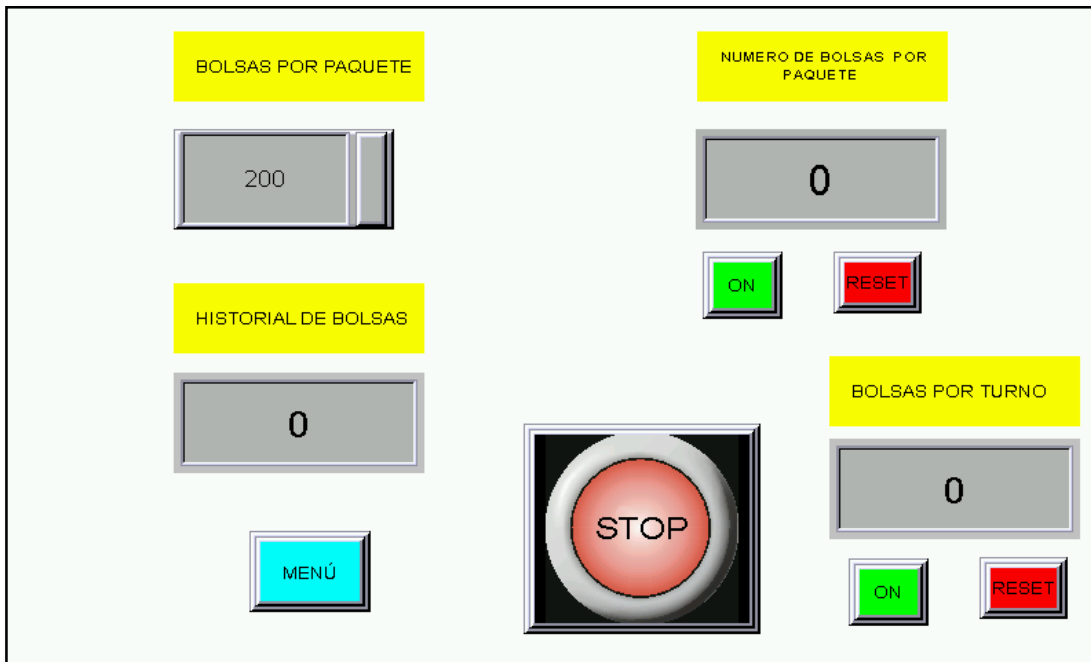 BOLSAS POR PAQUETE
200
NUMERO DE BOLSAS POR
PAQUETE
0
ON
RESET
HISTORIAL DE BOLSAS
0
MENÚ
STOP
BOLSAS POR TURNO
0
ON
RESET